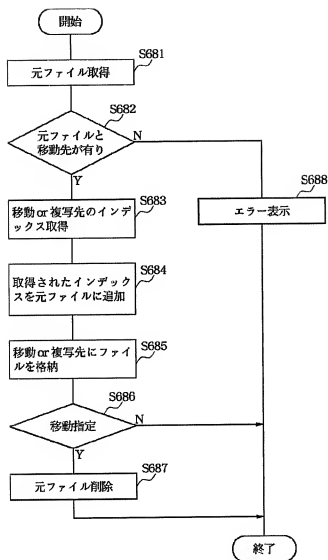 開始
S681
元ファイル取得
S682
元ファイルと
移動先が有り
N
Y
S688
エラー表示
S683
移動or複写先のインデ
ックス取得
S684
取得されたインデック
スを元ファイルに追加
S685
移動or複写先にファイ
ルを格納
S686
移動指定
N
Y
S687
元ファイル削除
終了